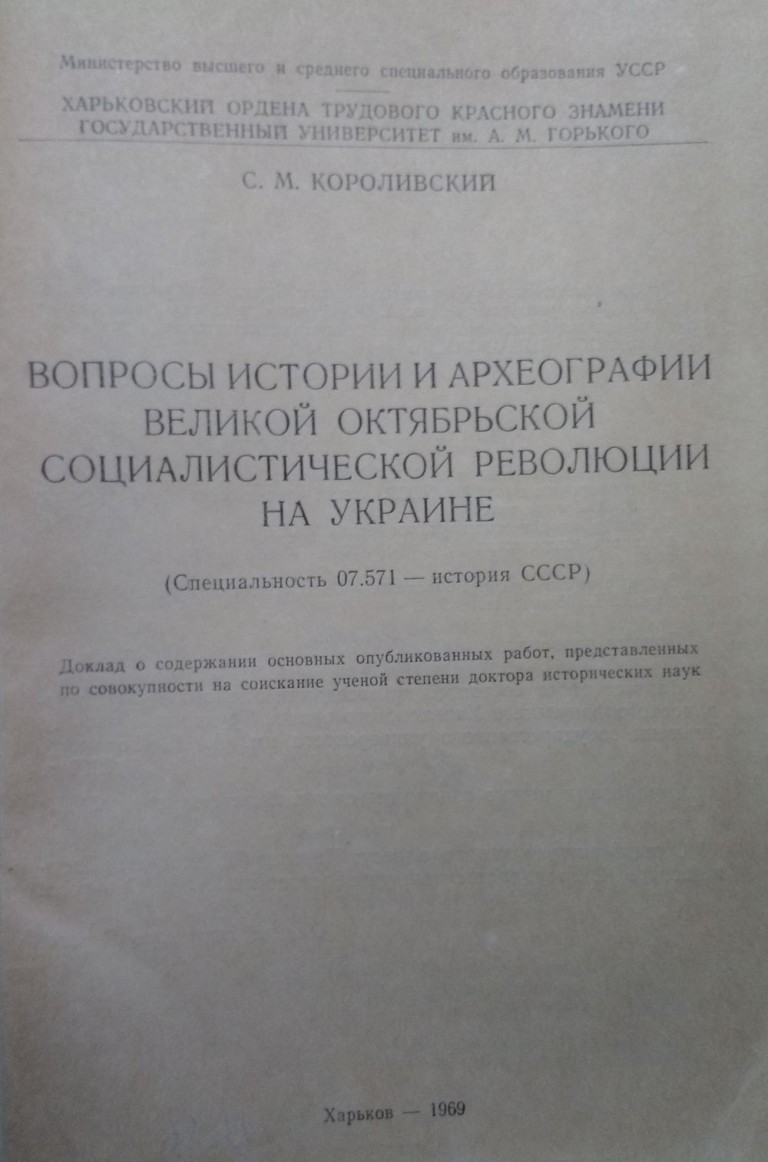 Министерство высшего и среднего специального образования УССР
ХАРЬКОВСКИЙ ОРДЕНА ТРУДОВОГО КРАСНОГО ЗНАМЕНИ
ГОСУДАРСТВЕННЫЙ УНИВЕРСИТЕТ им. А. М. ГОРЬКОГО
С. М. КОРОЛИВСКИЙ
ВОПРОСЫ ИСТОРИИ И АРХЕОГРАФИИ
ВЕЛИКОЙ ОКТЯБРЬСКОЙ
СОЦИАЛИСТИЧЕСКОЙ РЕВОЛЮЦИИ
НА УКРАИНЕ
(Специальность 07.571 — история СССР)
Доклад о содержании основных опубликованных работ, представленных
по совокупности на соискание ученой степени доктора исторических наук
Харьков — 1969